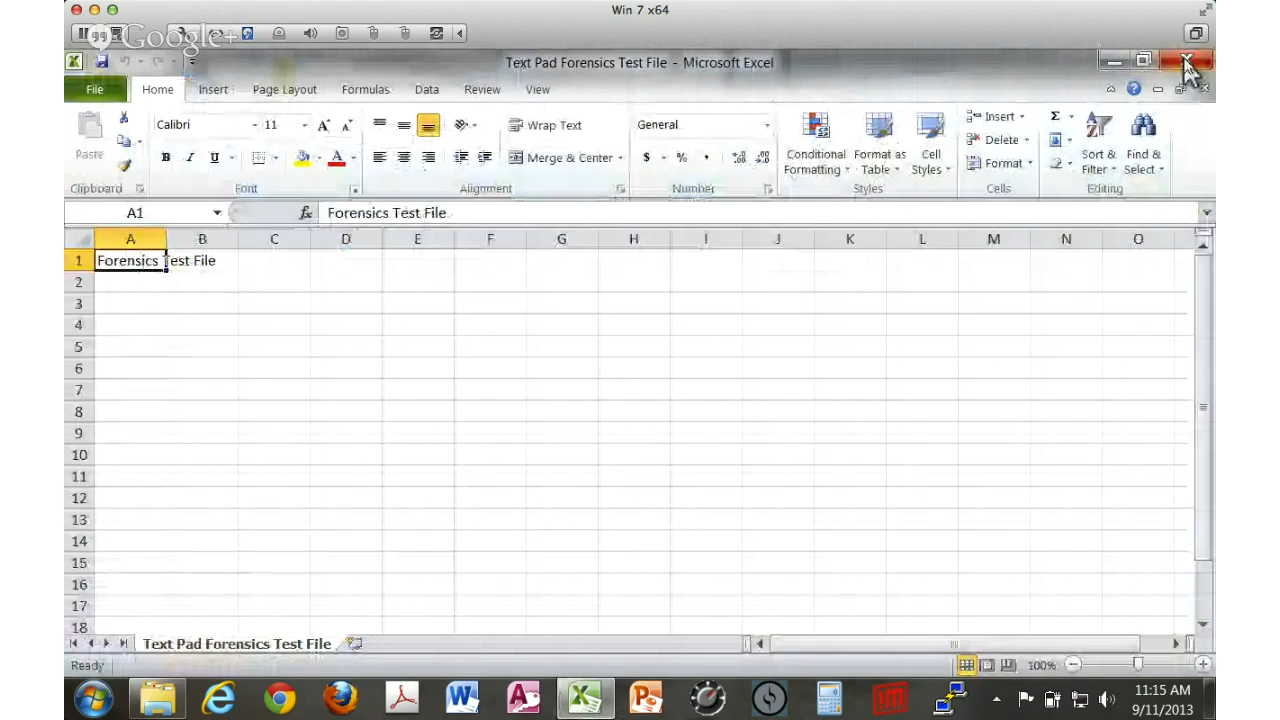 Win 7 x64
Google+
Text Pad Forensics Test File - Microsoft Excel
File Home Insert Page Layout Formulas Data Review View
Calibri 11 Wrap Text General Insert
Paste B I U Merge & Center $ % , Conditional Formatting Format as Table Cell Styles Delete Format Σ Sort & Filter Find & Select
Clipboard Font Alignment Number Styles Cells Editing
A1 fx Forensics Test File
A B C D E F G H I J K L M N O
1 Forensics Test File
2
3
4
5
6
7
8
9
10
11
12
13
14
15
16
17
18
Text Pad Forensics Test File
Ready 100%
11:15 AM
9/11/2013